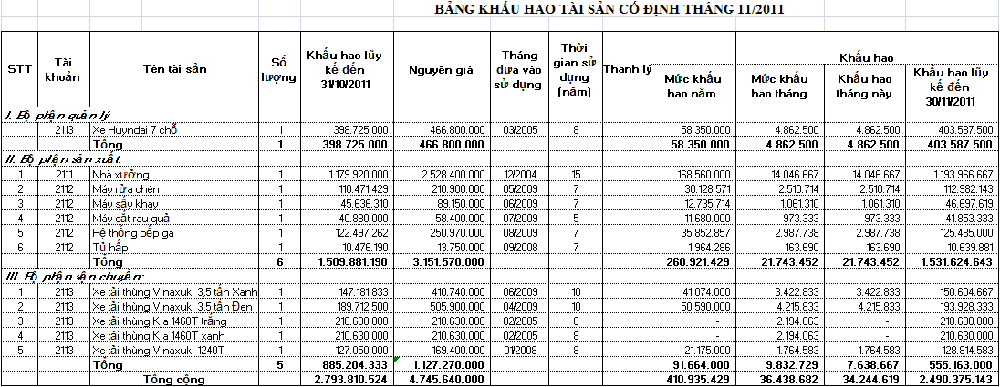 BẢNG KHẤU HAO TÀI SẢN CỐ ĐỊNH THÁNG 11/2011
STT Tài khoản Tên tài sản Số lượng Khấu hao lũy kế đến 31/10/2011 Nguyên giá Tháng đưa vào sử dụng Thời gian sử dụng (năm) Thanh lý Khấu hao
Mức khấu hao năm Mức khấu hao tháng Khấu hao tháng này Khấu hao lũy kế đến 30/11/2011
I. Bộ phận quản lý
2113 Xe Huyndai 7 chỗ 1 398.725.000 466.800.000 03/2005 8 58.350.000 4.862.500 4.862.500 403.587.500
Tổng 1 398.725.000 466.800.000 58.350.000 4.862.500 4.862.500 403.587.500
II. Bộ phận sản xuất:
1 2111 Nhà xưởng 1 1.179.920.000 2.528.400.000 12/2004 15 168.560.000 14.046.667 14.046.667 1.193.966.667
2 2112 Máy rửa chén 1 110.471.429 210.900.000 05/2009 7 30.128.571 2.510.714 2.510.714 112.982.143
3 2112 Máy sấy khay 1 45.636.310 89.150.000 06/2009 7 12.735.714 1.061.310 1.061.310 46.697.619
4 2112 Máy cắt rau quả 1 40.880.000 58.400.000 07/2009 5 11.680.000 973.333 973.333 41.853.333
5 2112 Hệ thống bếp ga 1 122.497.262 250.970.000 08/2009 7 35.852.857 2.987.738 2.987.738 125.485.000
6 2112 Tủ hấp 1 10.476.190 13.750.000 09/2008 7 1.964.286 163.690 163.690 10.639.881
Tổng 6 1.509.881.190 3.151.570.000 260.921.429 21.743.452 21.743.452 1.531.624.643
III. Bộ phận vận chuyển:
1 2113 Xe tải thùng Vinaxuki 3,5 tấn Xanh 1 147.181.833 410.740.000 06/2009 10 41.074.000 3.422.833 3.422.833 150.604.667
2 2113 Xe tải thùng Vinaxuki 3,5 tấn Đen 1 189.712.500 505.900.000 04/2009 10 50.590.000 4.215.833 4.215.833 193.928.333
3 2113 Xe tải thùng Kia 1460T trắng 1 210.630.000 210.630.000 02/2005 8 - 2.194.063 - 210.630.000
4 2113 Xe tải thùng Kia 1460T xanh 1 210.630.000 210.630.000 02/2005 8 - 2.194.063 - 210.630.000
5 2113 Xe tải thùng Vinaxuki 1240T 1 127.050.000 169.400.000 01/2008 8 21.175.000 1.764.583 1.764.583 128.814.583
Tổng 5 885.204.333 1.127.270.000 91.664.000 9.832.729 7.638.667 555.163.000
Tổng cộng 2.793.810.524 4.745.640.000 410.935.429 36.438.682 34.244.619 2.490.375.143